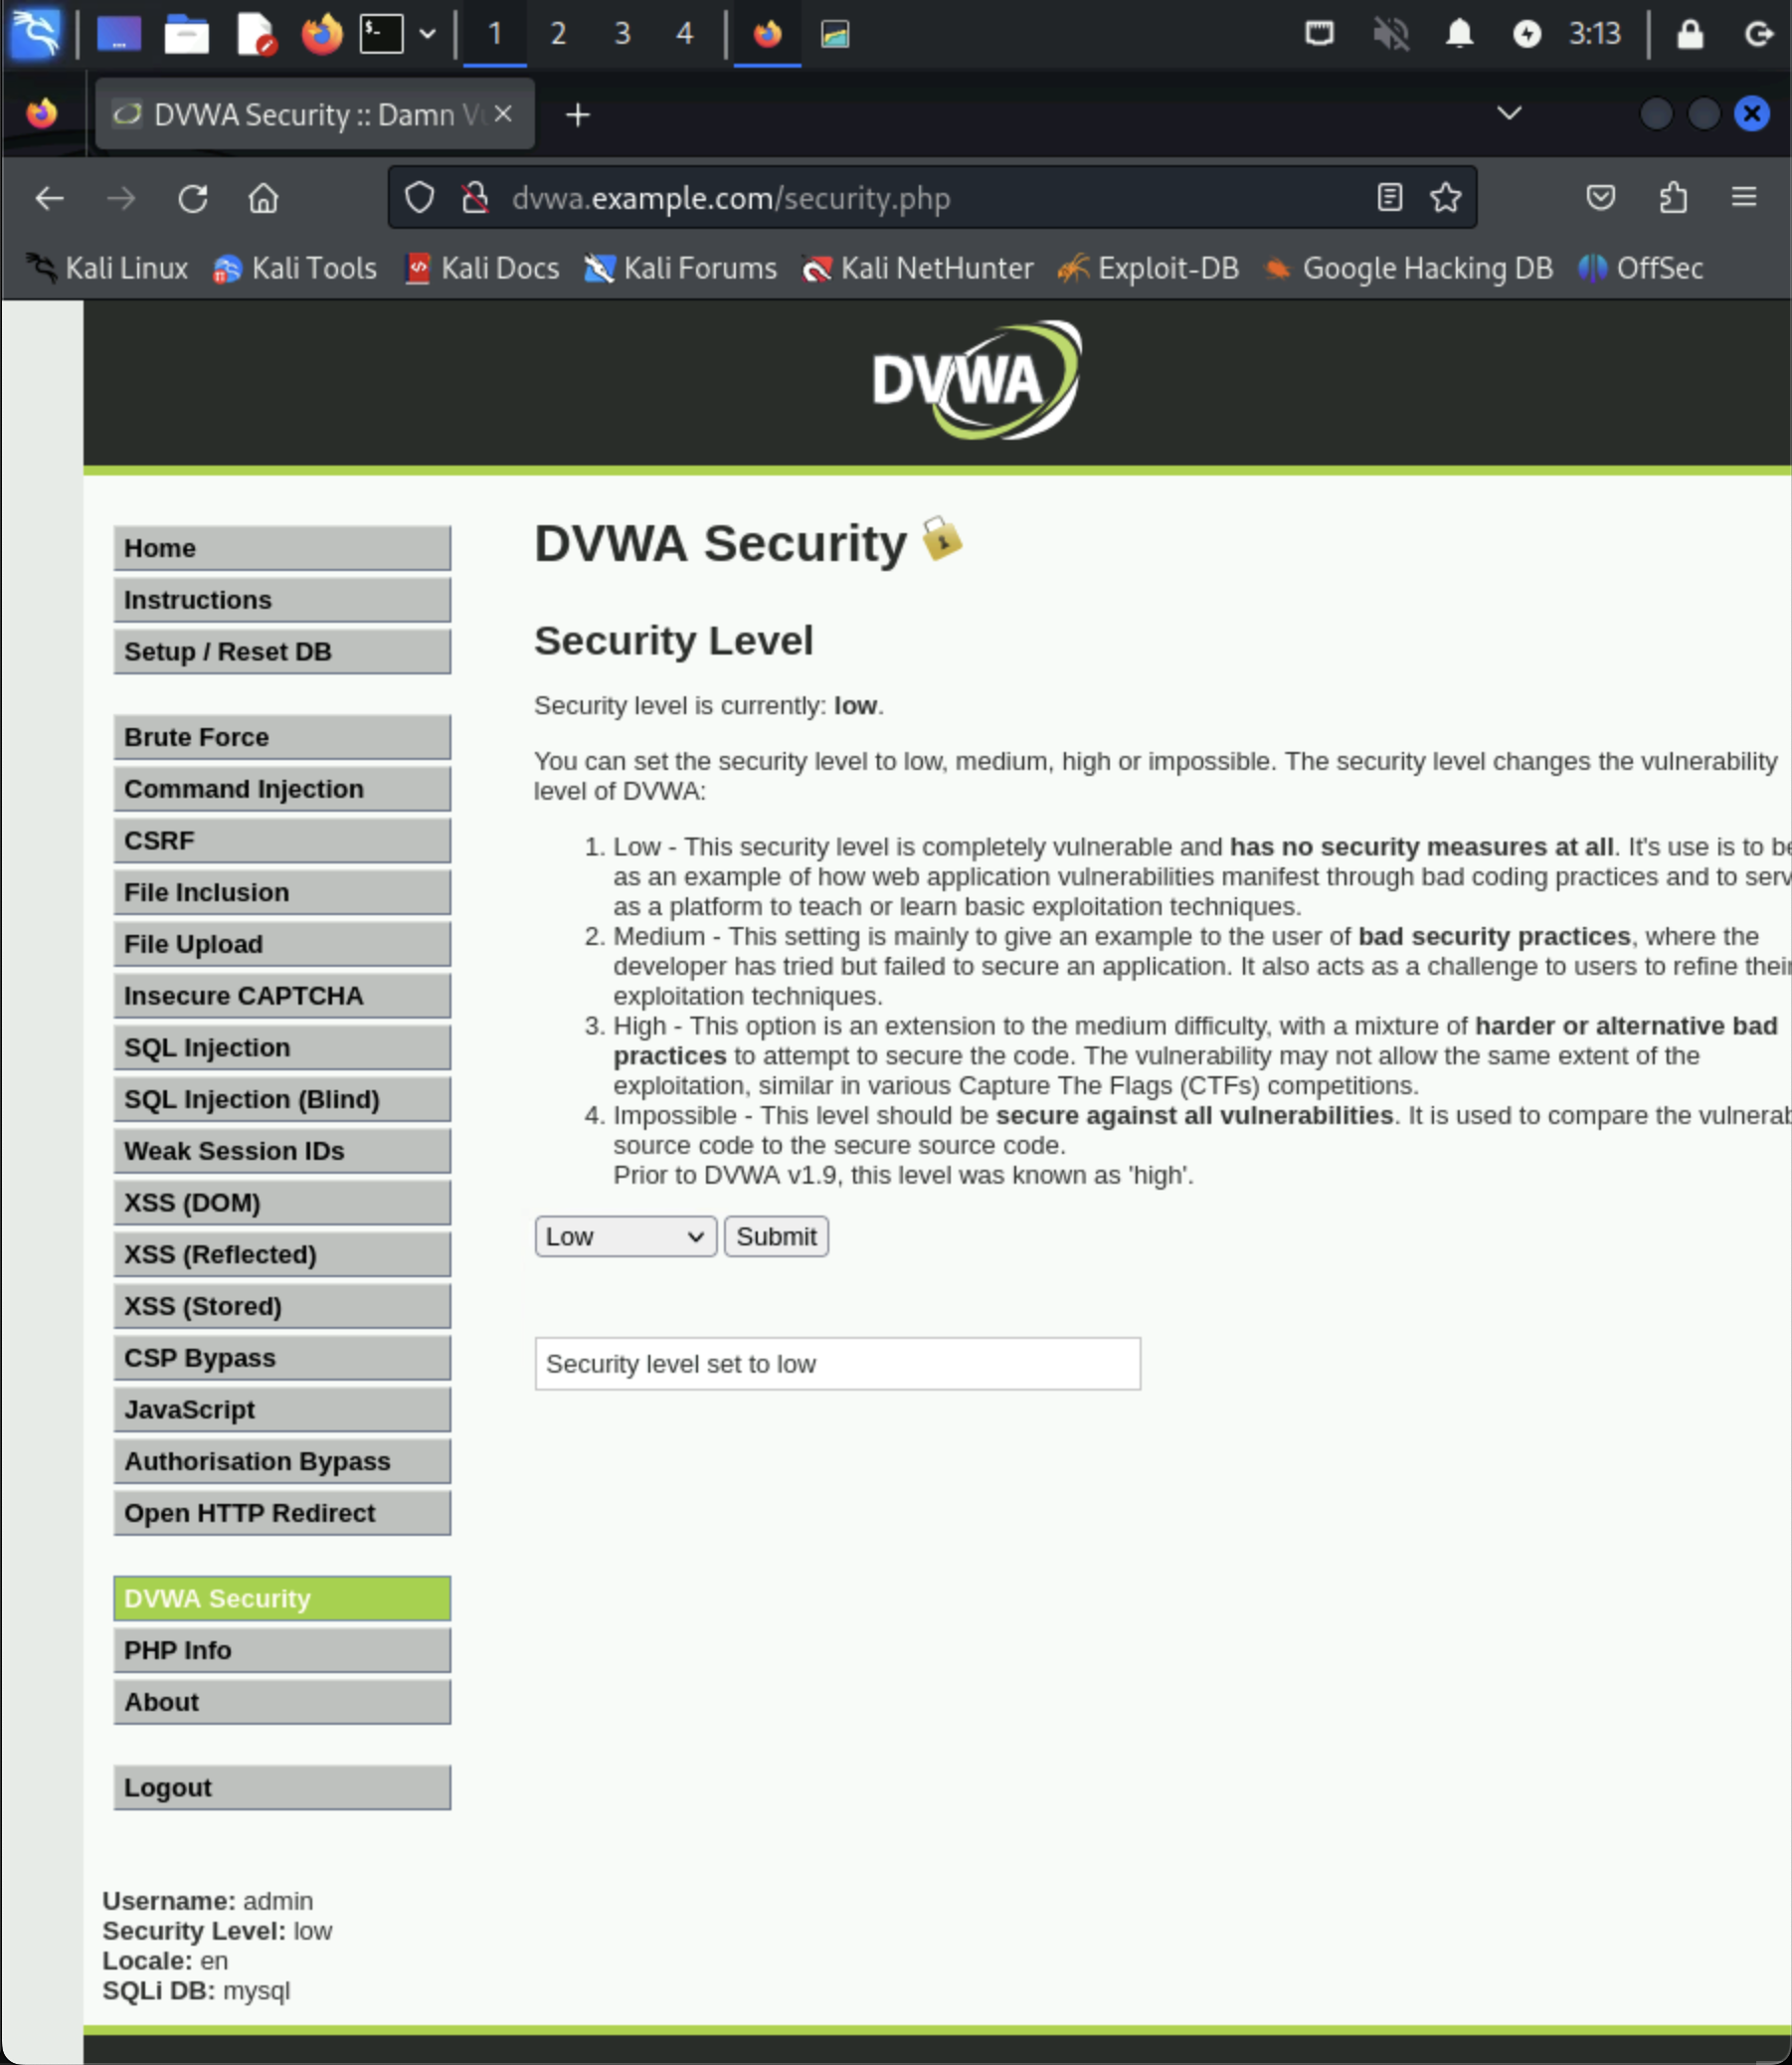 1 2 3 4 3:13
DVWA Security :: Damn
dvwa.example.com/security.php
Kali Linux Kali Tools Kali Docs Kali Forums Kali NetHunter Exploit-DB Google Hacking DB OffSec
DVWA
Home
Instructions
Setup / Reset DB
Brute Force
Command Injection
CSRF
File Inclusion
File Upload
Insecure CAPTCHA
SQL Injection
SQL Injection (Blind)
Weak Session IDs
XSS (DOM)
XSS (Reflected)
XSS (Stored)
CSP Bypass
JavaScript
Authorisation Bypass
Open HTTP Redirect
DVWA Security
PHP Info
About
Logout
Username: admin
Security Level: low
Locale: en
SQLi DB: mysql
DVWA Security
Security Level
Security level is currently: low.
You can set the security level to low, medium, high or impossible. The security level changes the vulnerability
level of DVWA:
1. Low - This security level is completely vulnerable and has no security measures at all. It's use is to be
as an example of how web application vulnerabilities manifest through bad coding practices and to serv
as a platform to teach or learn basic exploitation techniques.
2. Medium - This setting is mainly to give an example to the user of bad security practices, where the
developer has tried but failed to secure an application. It also acts as a challenge to users to refine their
exploitation techniques.
3. High - This option is an extension to the medium difficulty, with a mixture of harder or alternative bad
practices to attempt to secure the code. The vulnerability may not allow the same extent of the
exploitation, similar in various Capture The Flags (CTFs) competitions.
4. Impossible - This level should be secure against all vulnerabilities. It is used to compare the vulnerab
source code to the secure source code.
Prior to DVWA v1.9, this level was known as 'high'.
Low Submit
Security level set to low